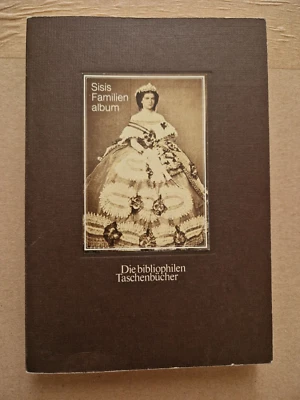 Sisis
Familien
album
Die bibliophilen
Taschenbücher